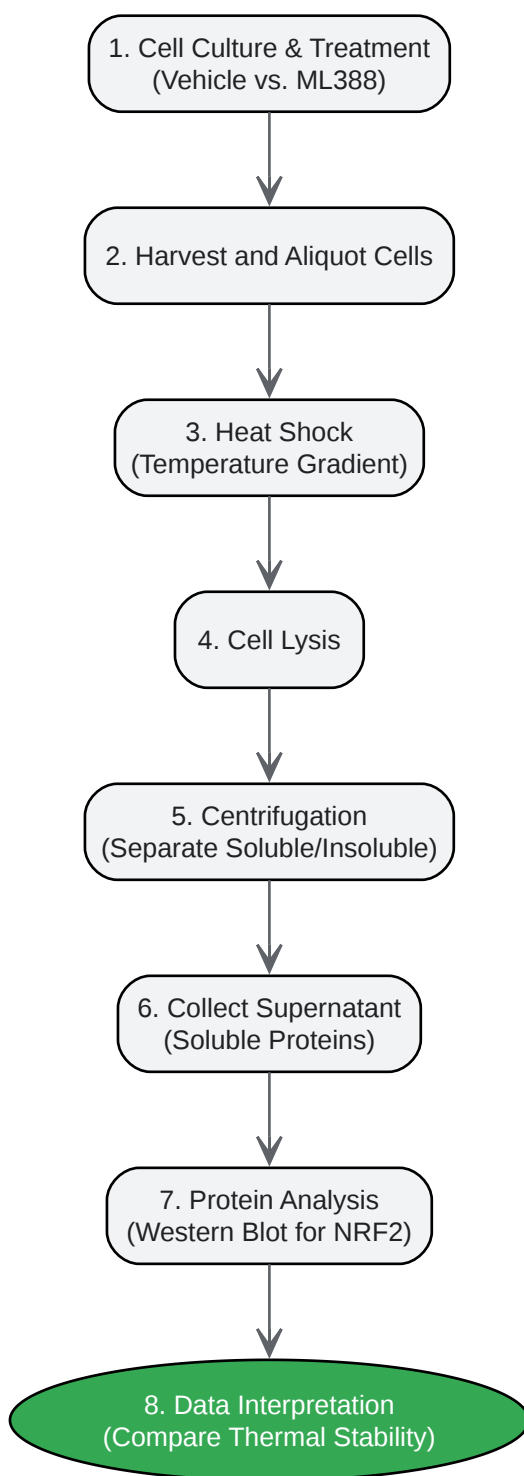 1. Cell Culture & Treatment
(Vehicle vs. ML388)
2. Harvest and Aliquot Cells
3. Heat Shock
(Temperature Gradient)
4. Cell Lysis
5. Centrifugation
(Separate Soluble/Insoluble)
6. Collect Supernatant
(Soluble Proteins)
7. Protein Analysis
(Western Blot for NRF2)
8. Data Interpretation
(Compare Thermal Stability)